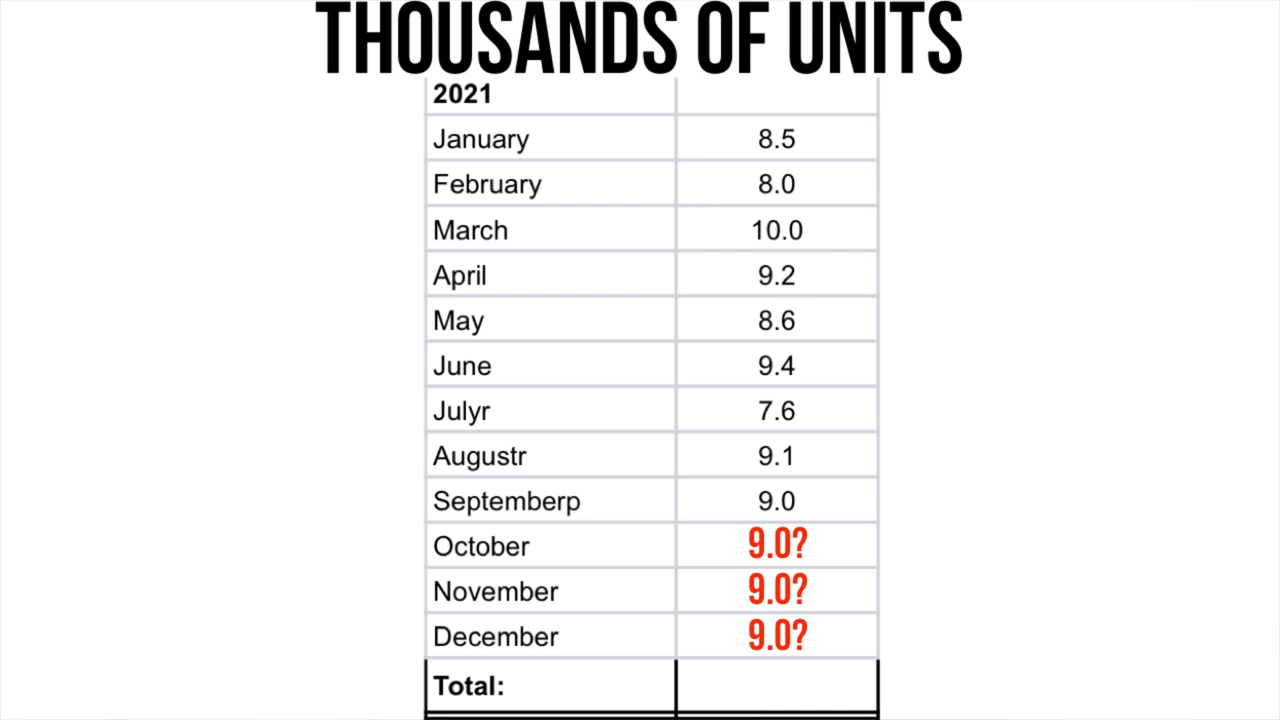 THOUSANDS OF UNITS
2021
January 8.5
February 8.0
March 10.0
April 9.2
May 8.6
June 9.4
Julyr 7.6
Augustr 9.1
Septemberp 9.0
October 9.0?
November 9.0?
December 9.0?
Total: